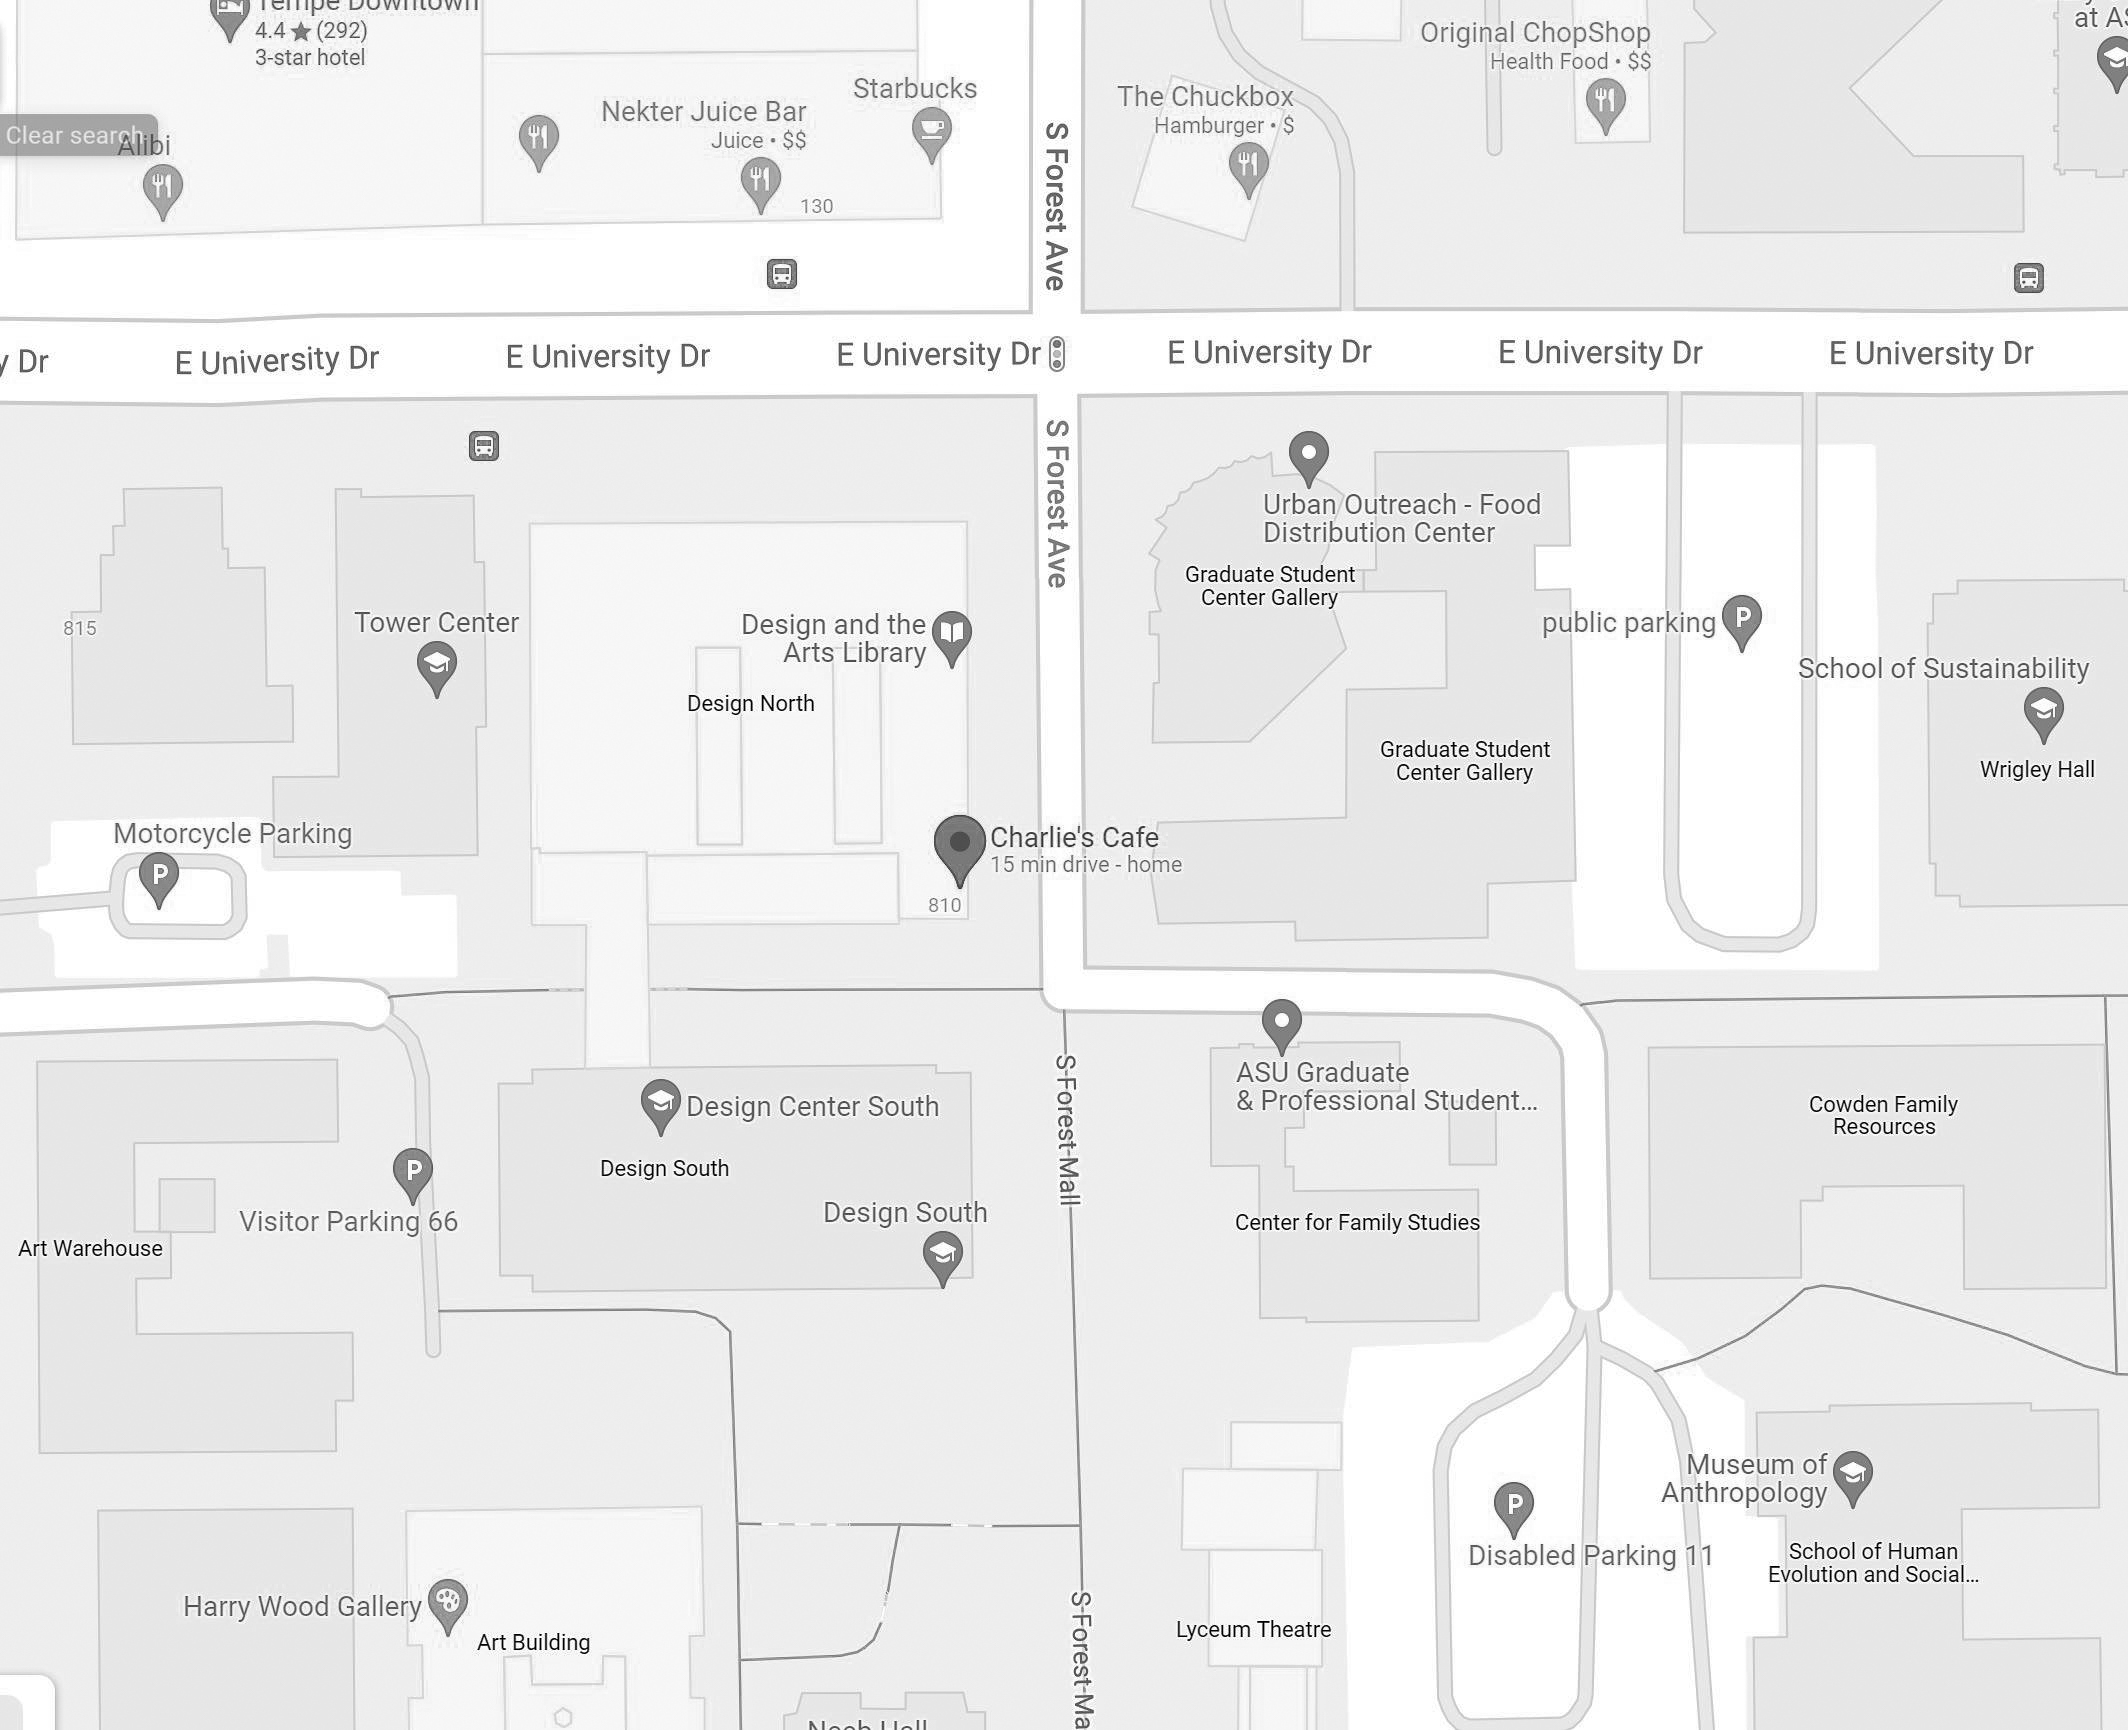 Tempe Downtown
4.4 ★ (292)
3-star hotel
Clear search
Alibi
Nekter Juice Bar
Juice • $$
130
Starbucks
S Forest Ave
The Chuckbox
Hamburger • $
Original ChopShop
Health Food • $$
y Dr
E University Dr
E University Dr
E University Dr
E University Dr
E University Dr
E University Dr
S Forest Ave
Urban Outreach - Food
Distribution Center
Graduate Student
Center Gallery
815
Tower Center
Design and the
Arts Library
Design North
public parking
P
School of Sustainability
Wrigley Hall
Graduate Student
Center Gallery
Motorcycle Parking
P
Charlie's Cafe
15 min drive - home
810
ASU Graduate
& Professional Student...
S Forest Mall
Design Center South
Design South
Cowden Family
Resources
P
Visitor Parking 66
Art Warehouse
Design South
Center for Family Studies
Museum of
Anthropology
P
Disabled Parking 11
School of Human
Evolution and Social...
Harry Wood Gallery
Art Building
Lyceum Theatre
S Forest Ma